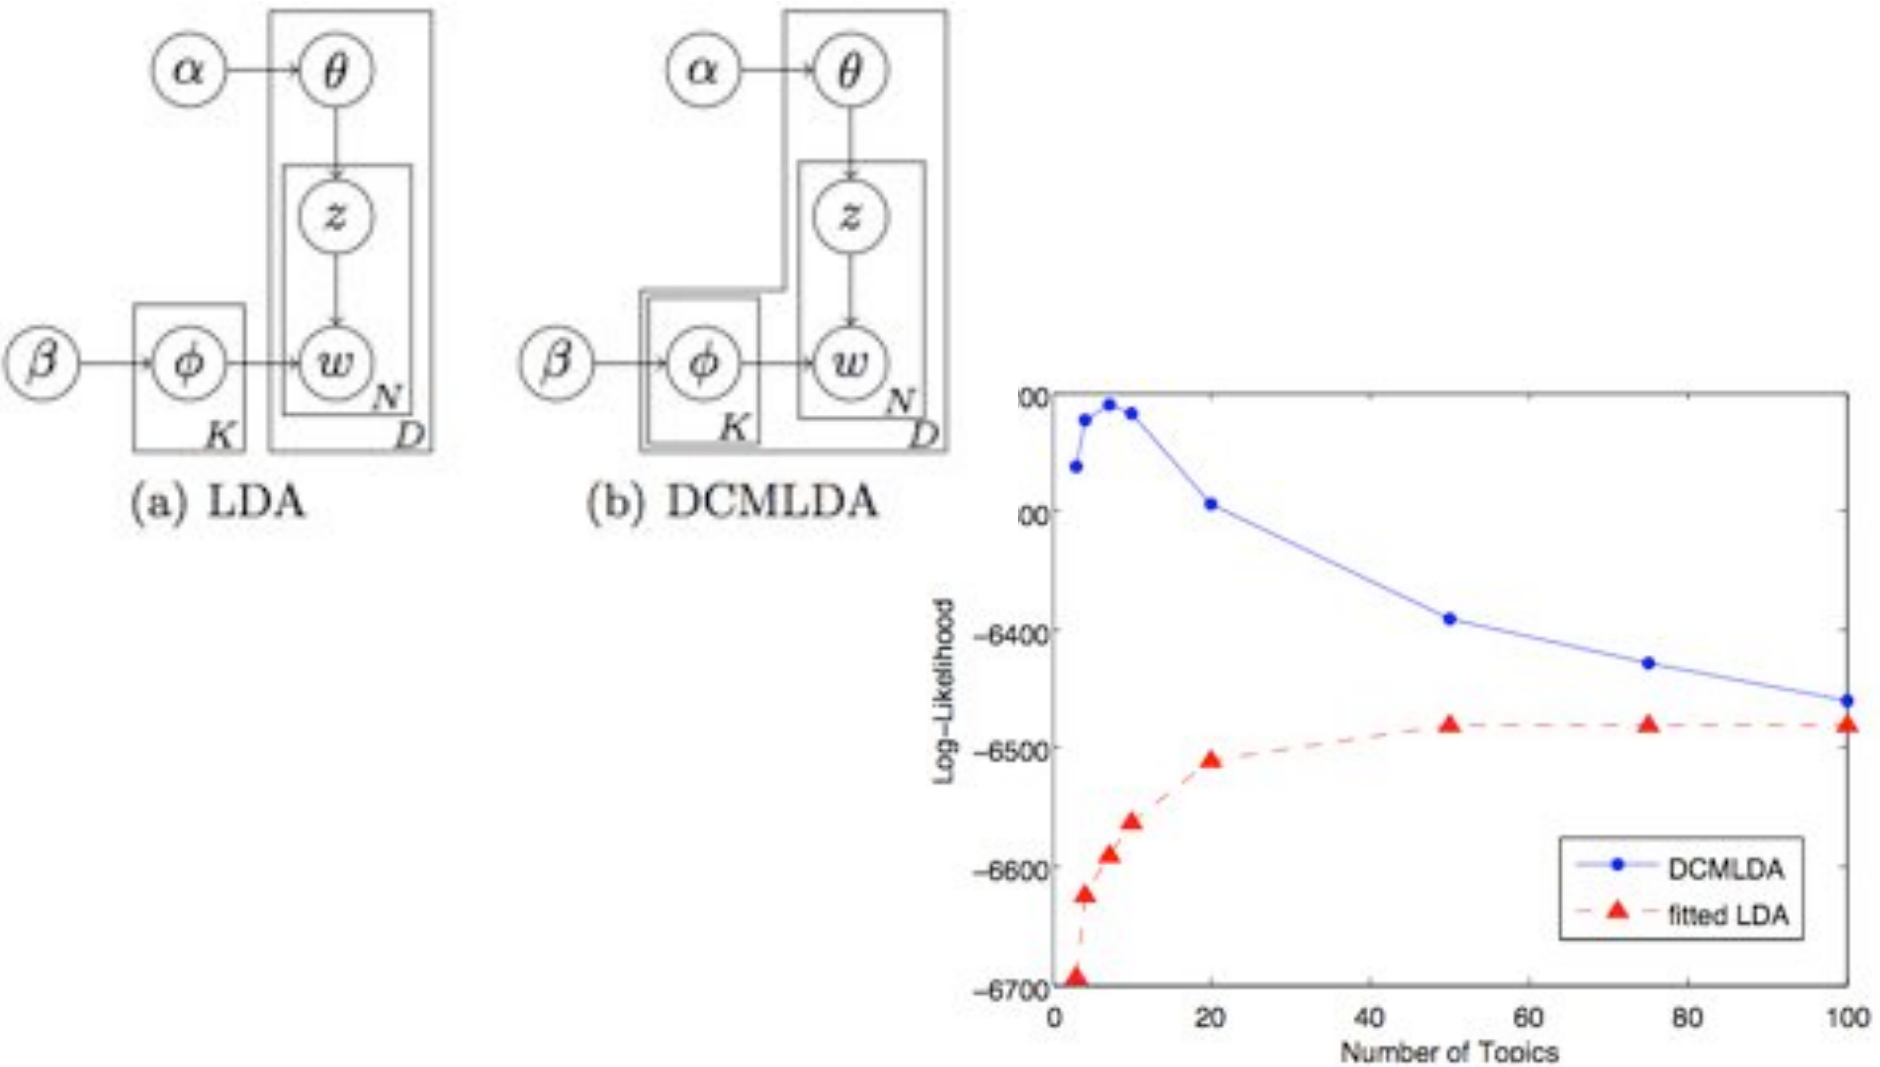 α
θ
z
β
ϕ
w
N
K
D
(a) LDA
α
θ
z
β
ϕ
w
N
K
D
(b) DCMLDA
00
00
−6400
−6500
−6600
−6700
Log−Likelihood
0 20 40 60 80 100
Number of Topics
DCMLDA
fitted LDA